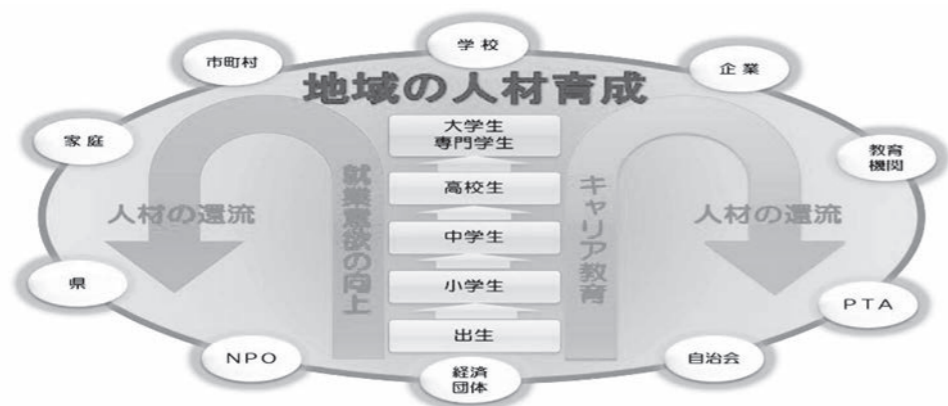 学校
市町村
企業
地域の人材育成
家庭
教育
機関
大学生
専門学生
高校生
中学生
小学生
出生
就業意欲の向上
キャリア教育
人材の還流
人材の還流
県
PTA
NPO
自治会
経済
団体